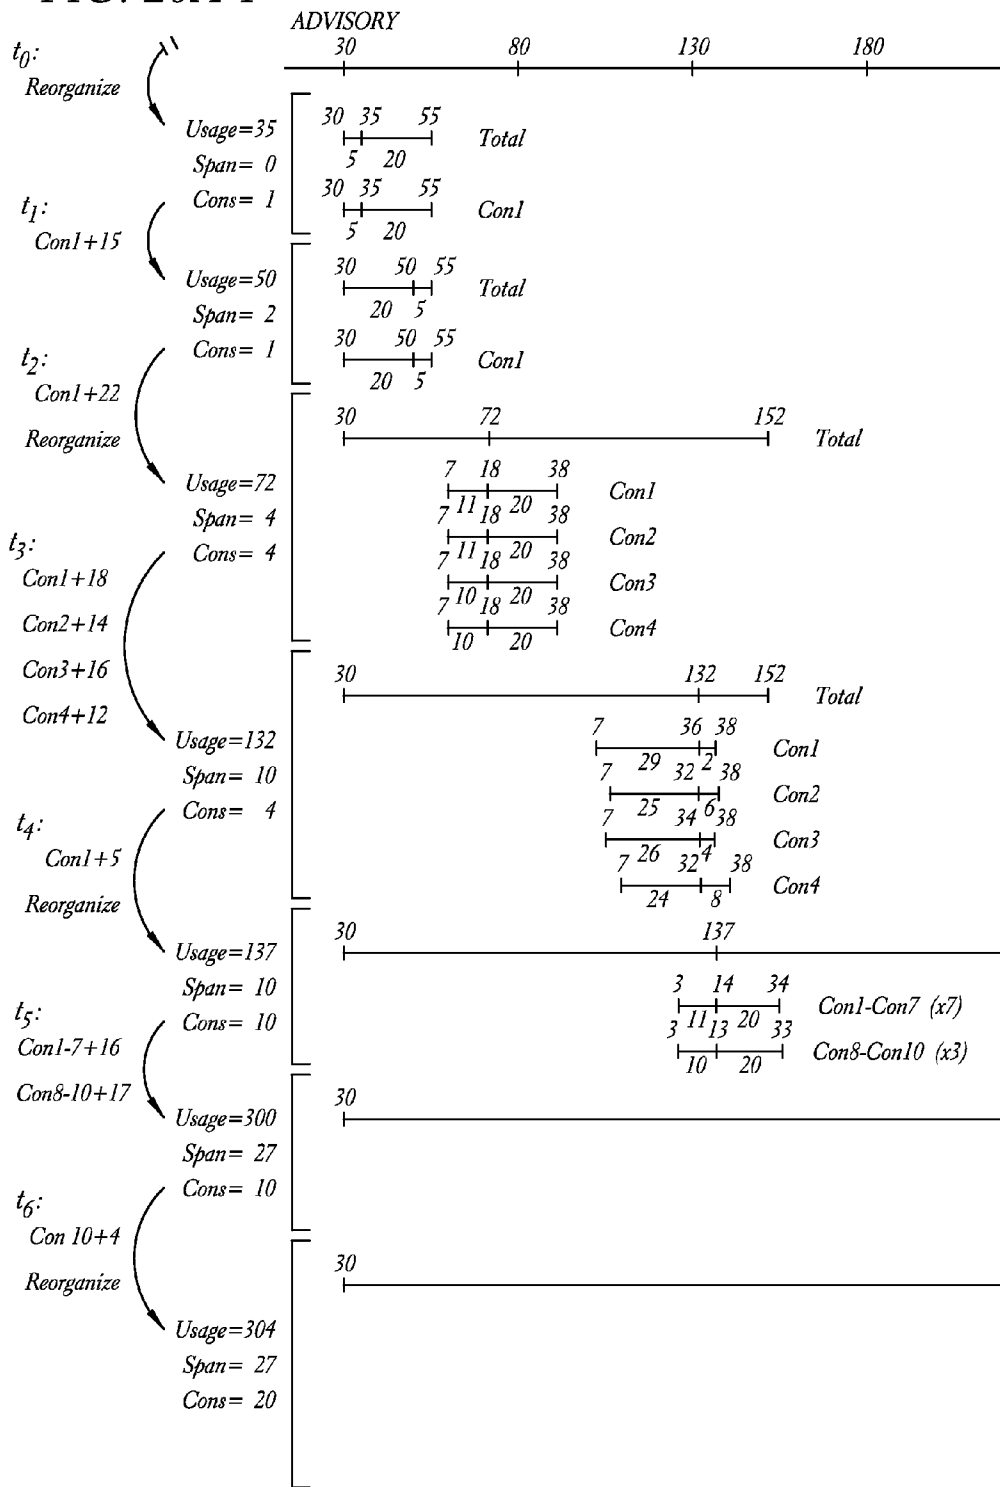 ADVISORY
30 80 130 180
t0:
Reorganize
Usage=35
Span= 0
Cons= 1
30 35 55
5 20
Total
30 35 55
5 20
Con1
t1:
Con1+15
Usage=50
Span= 2
Cons= 1
30 50 55
20 5
Total
30 50 55
20 5
Con1
t2:
Con1+22
Reorganize
Usage=72
Span= 4
Cons= 4
30 72 152
Total
7 18 38
11 20
Con1
7 18 38
11 20
Con2
7 18 38
10 20
Con3
7 18 38
10 20
Con4
t3:
Con1+18
Con2+14
Con3+16
Con4+12
Usage=132
Span= 10
Cons= 4
30 132 152
Total
7 36 38
29 2
Con1
7 32 38
25 6
Con2
7 34 38
26 4
Con3
7 32 38
24 8
Con4
t4:
Con1+5
Reorganize
Usage=137
Span= 10
Cons= 10
30 137
3 14 34
11 20
Con1-Con7 (x7)
3 13 33
10 20
Con8-Con10 (x3)
t5:
Con1-7+16
Con8-10+17
Usage=300
Span= 27
Cons= 10
30
t6:
Con 10+4
Reorganize
Usage=304
Span= 27
Cons= 20
30